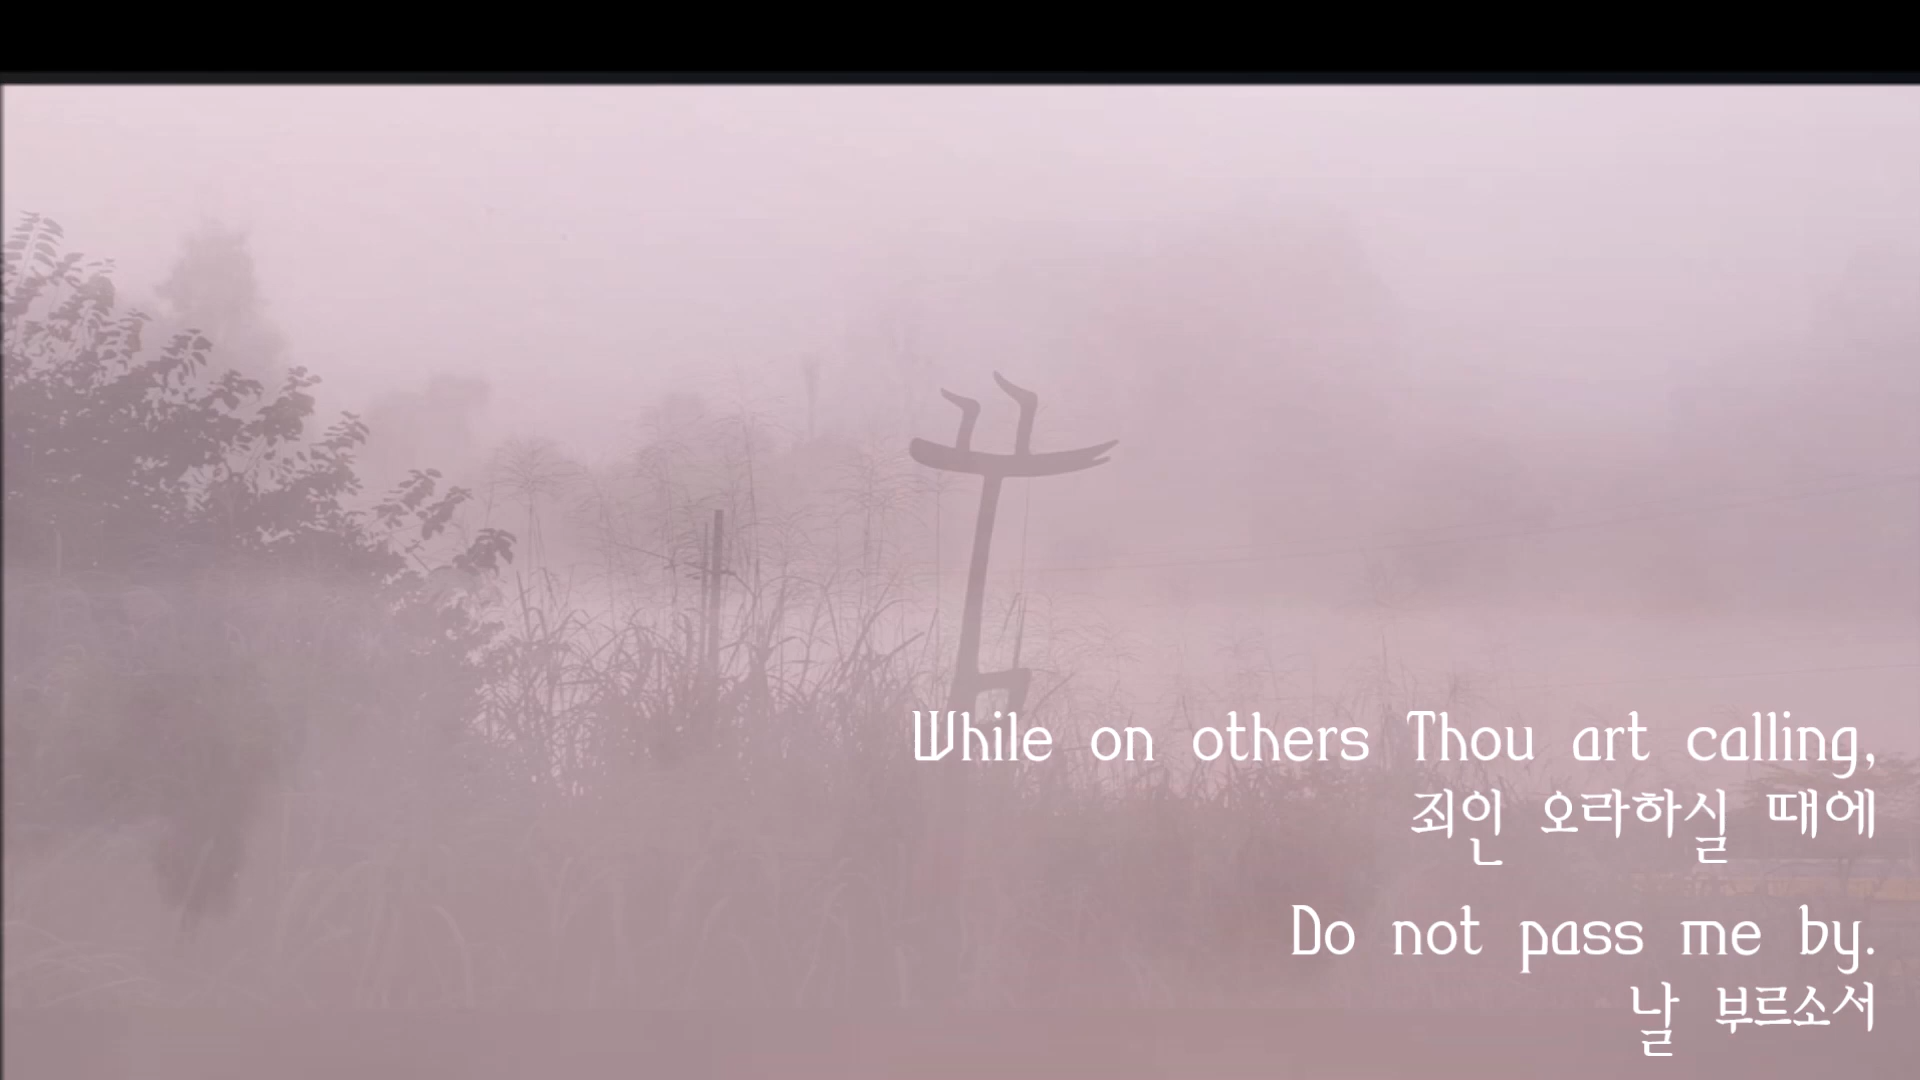 While on others Thou art calling,
죄인 오라하실 때에
Do not pass me by.
날 부르소서